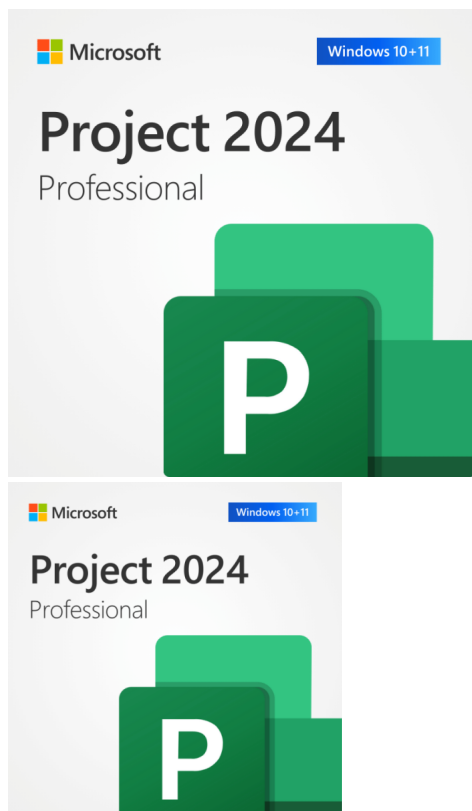 Microsoft
Windows 10+11
Project 2024
Professional
P
Microsoft
Windows 10+11
Project 2024
Professional
P